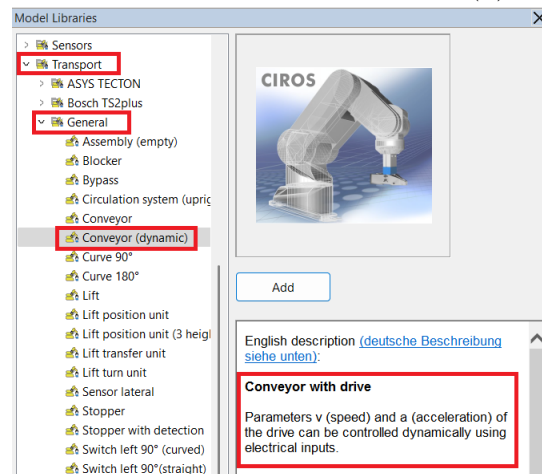 Model Libraries
Sensors
Transport
ASYS TECTON
Bosch TS2plus
General
Assembly (empty)
Blocker
Bypass
Circulation system (uprig
Conveyor
Conveyor (dynamic)
Curve 90°
Curve 180°
Lift
Lift position unit
Lift position unit (3 heigl
Lift transfer unit
Lift turn unit
Sensor lateral
Stopper
Stopper with detection
Switch left 90° (curved)
Switch left 90°(straight)
CIROS
Add
English description (deutsche Beschreibung
siehe unten):
Conveyor with drive
Parameters v (speed) and a (acceleration) of
the drive can be controlled dynamically using
electrical inputs.